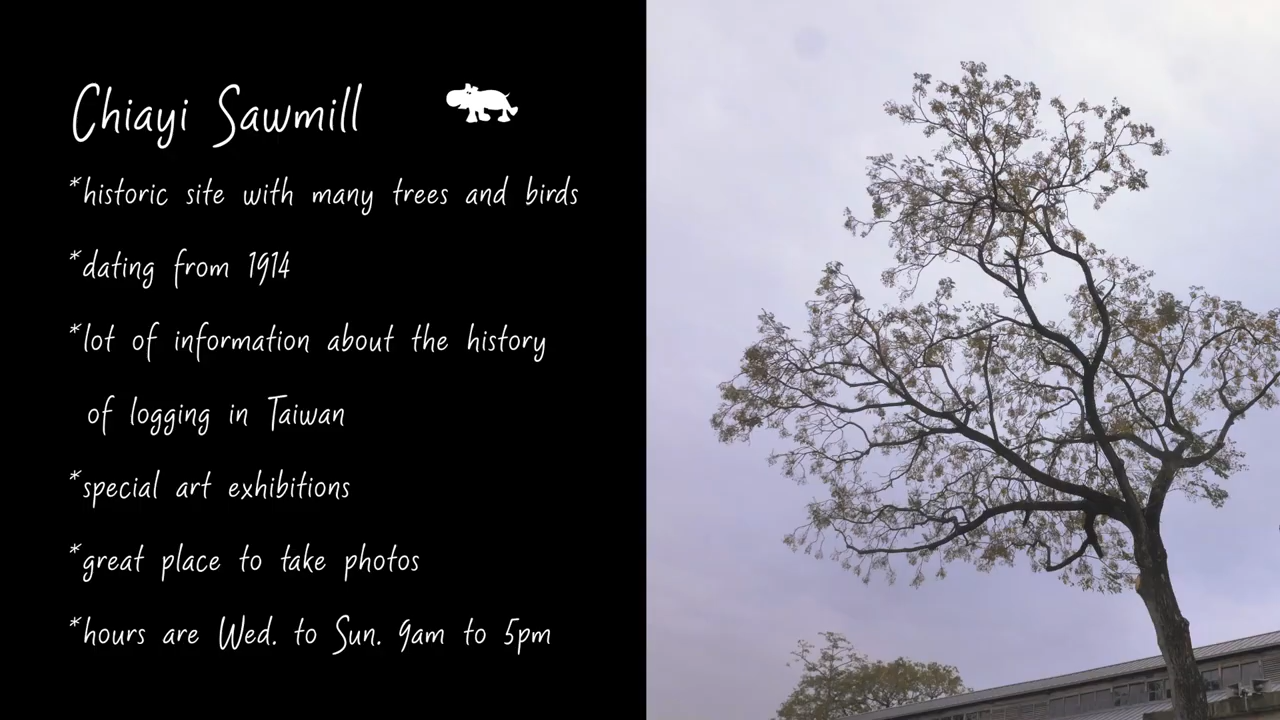 Chiayi Sawmill
*historic site with many trees and birds
*dating from 1914
*lot of information about the history
of logging in Taiwan
*special art exhibitions
*great place to take photos
*hours are Wed. to Sun. 9am to 5pm